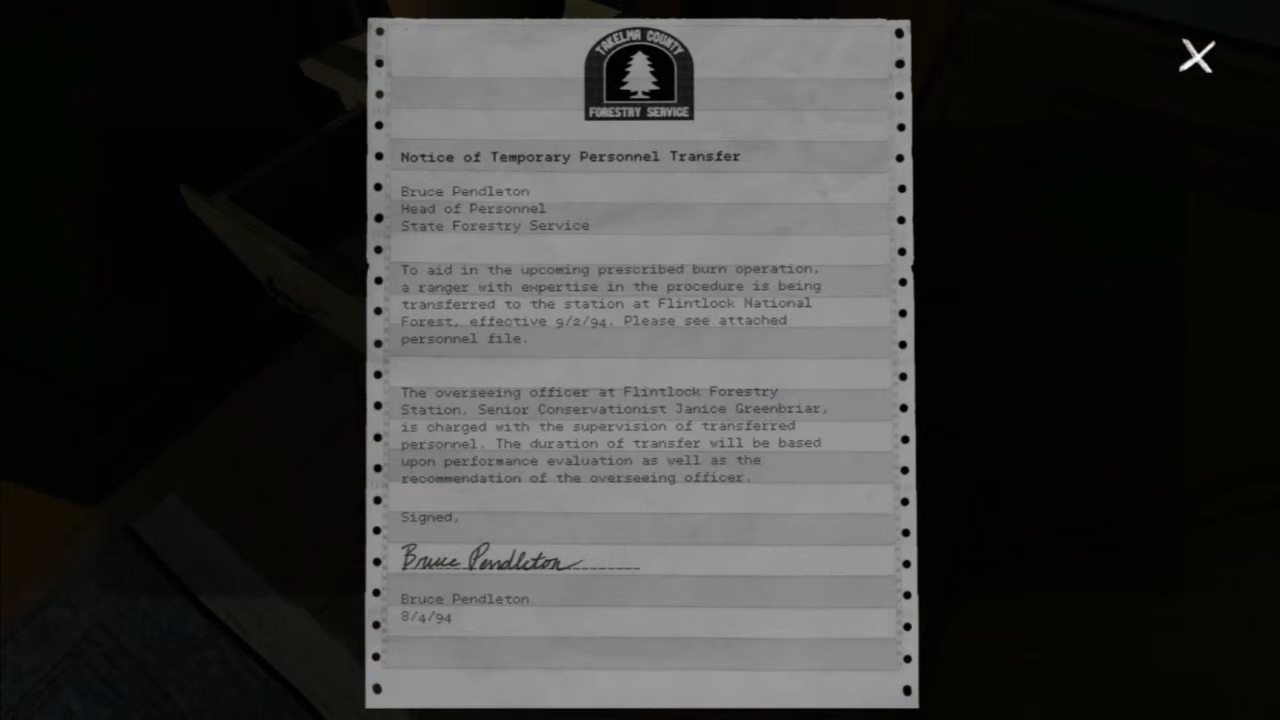 TAKELMA COUNTY
FORESTRY SERVICE
Notice of Temporary Personnel Transfer
Bruce Pendleton
Head of Personnel
State Forestry Service
To aid in the upcoming prescribed burn operation,
a ranger with expertise in the procedure is being
transferred to the station at Flintlock National
Forest, effective 9/2/94. Please see attached
personnel file.
The overseeing officer at Flintlock Forestry
Station, Senior Conservationist Janice Greenbriar,
is charged with the supervision of transferred
personnel. The duration of transfer will be based
upon performance evaluation as well as the
recommendation of the overseeing officer.
Signed,
Bruce Pendleton
Bruce Pendleton
8/4/94